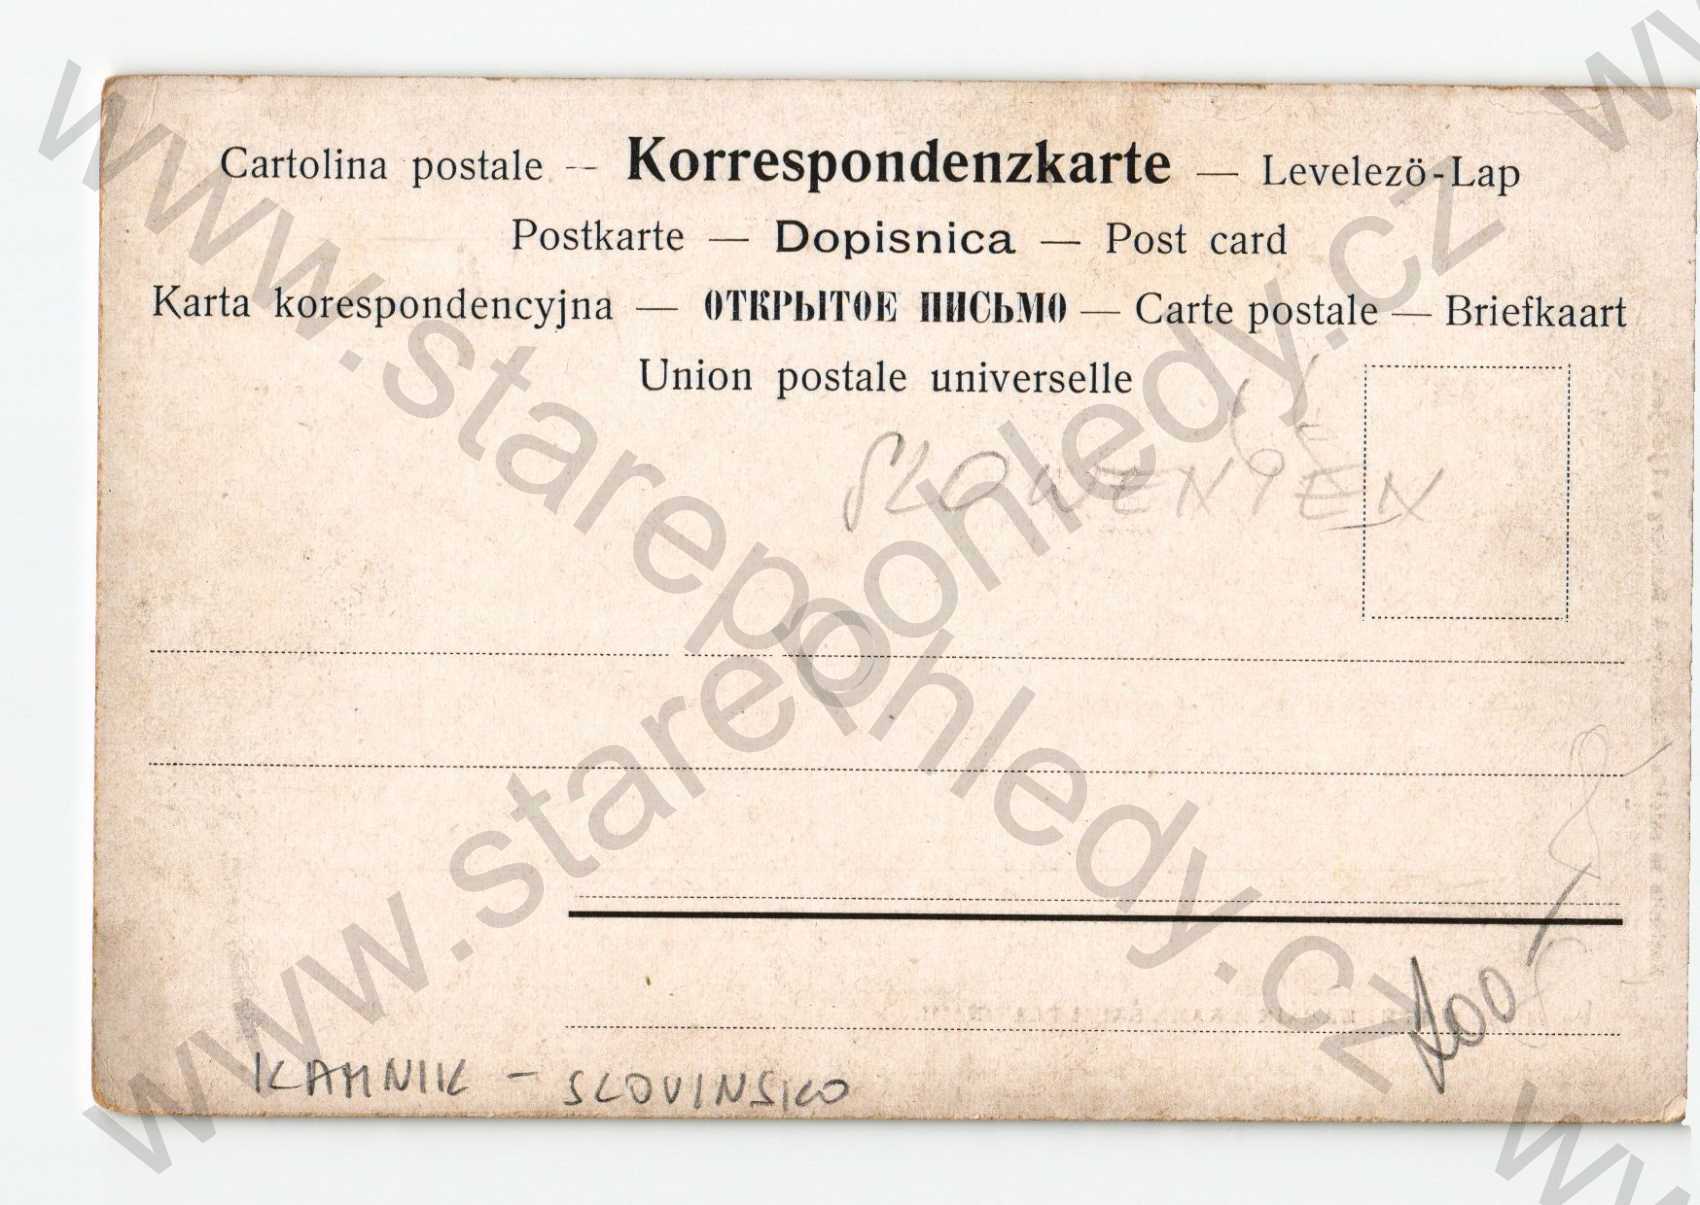 Cartolina postale -- Korrespondenzkarte — Levelezö-Lap
Postkarte — Dopisnica — Post card
Karta korespondencyjna — ОТКРЫТОЕ ПИСЬМО — Carte postale — Briefkaart
Union postale universelle
SLOWENIEN
KAMNIK - SLOVINSKO
www.starepohledy.cz
www.starepohledy.cz